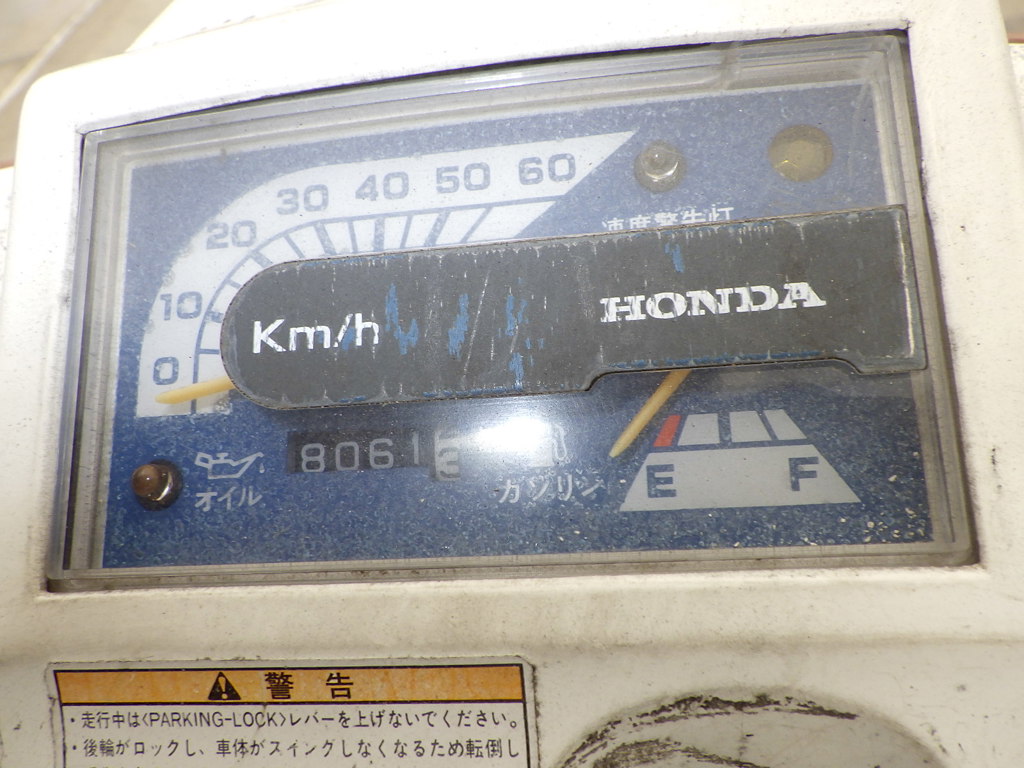 0 10 20 30 40 50 60
速度警告灯
Km/h HONDA
8061
オイル
ガソリン
E F
警告
・走行中は〈PARKING-LOCK〉レバーを上げないでください。
・後輪がロックし、車体がスイングしなくなるため転倒し